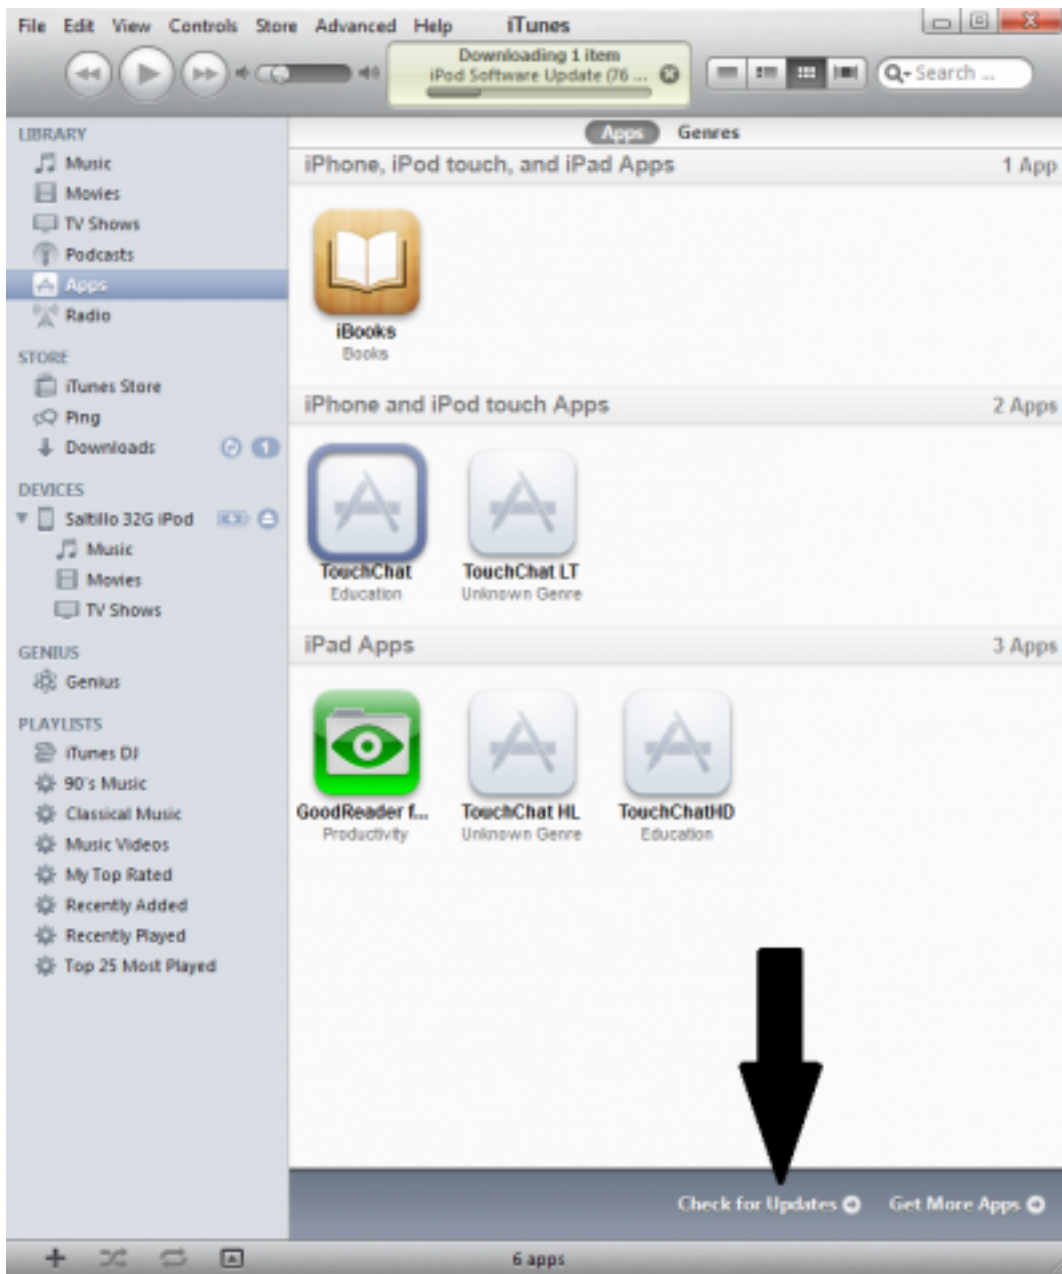 File Edit View Controls Store Advanced Help iTunes
Downloading 1 item
iPod Software Update (76 ...
Search ...
LIBRARY
Music
Movies
TV Shows
Podcasts
Apps
Radio
STORE
iTunes Store
Ping
Downloads 1
DEVICES
Saltillo 32G iPod
Music
Movies
TV Shows
GENIUS
Genius
PLAYLISTS
iTunes DJ
90's Music
Classical Music
Music Videos
My Top Rated
Recently Added
Recently Played
Top 25 Most Played
Apps Genres
iPhone, iPod touch, and iPad Apps 1 App
iBooks
Books
iPhone and iPod touch Apps 2 Apps
TouchChat TouchChat LT
Education Unknown Genre
iPad Apps 3 Apps
GoodReader f... TouchChat HL TouchChatHD
Productivity Unknown Genre Education
Check for Updates Get More Apps
6 apps